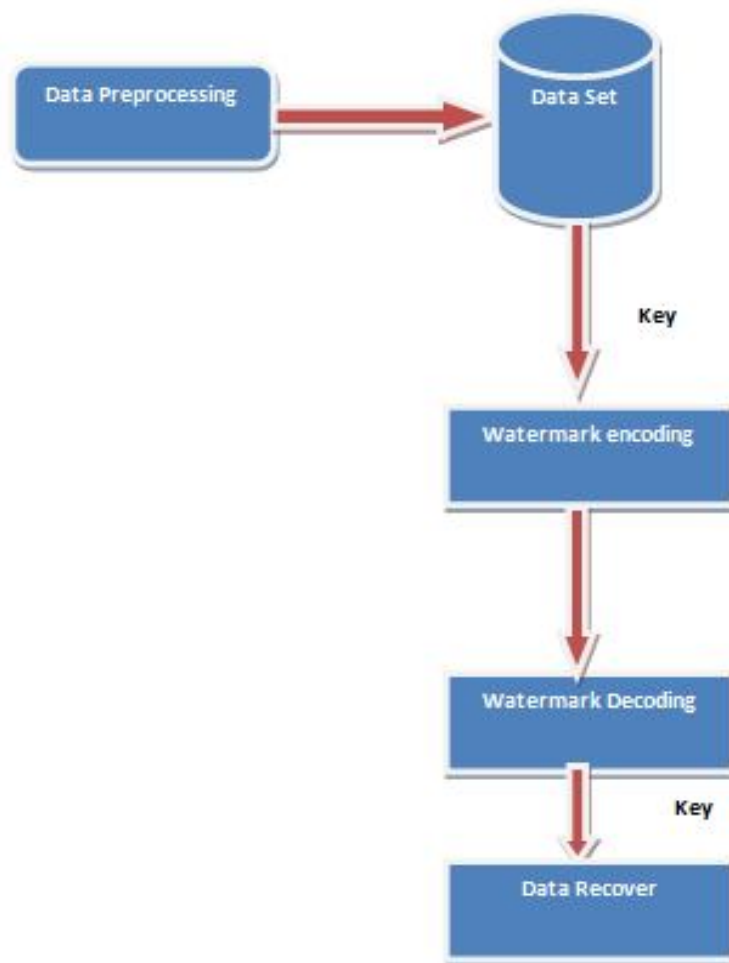 Data Preprocessing
Data Set
Key
Watermark encoding
Watermark Decoding
Key
Data Recover